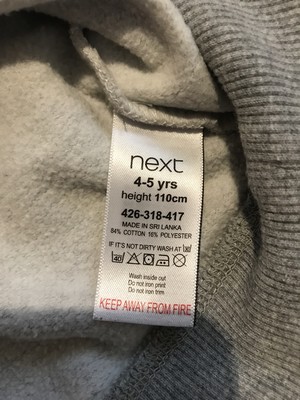 next
4-5 yrs
height 110cm
426-318-417
MADE IN SRI LANKA
84% COTTON 16% POLYESTER
IF IT'S NOT DIRTY WASH AT 30°
40
Wash inside out
Do not iron print
Do not iron trim
KEEP AWAY FROM FIRE